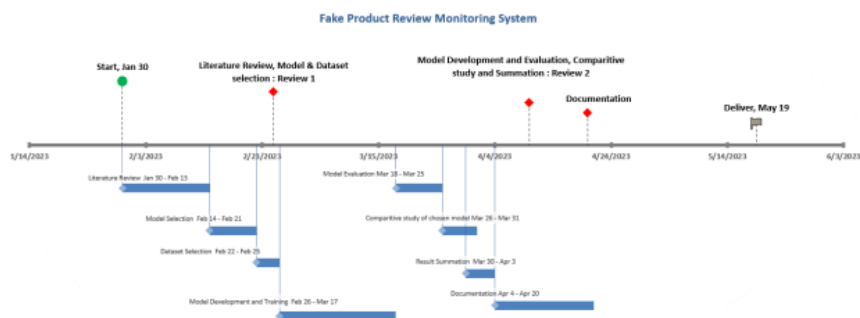 Fake Product Review Monitoring System
Start, Jan 30
Literature Review, Model & Dataset
selection : Review 1
Model Development and Evaluation, Comparitive
study and Summation : Review 2
Documentation
Deliver, May 19
1/14/2023
2/3/2023
2/23/2023
3/15/2023
4/4/2023
4/24/2023
5/14/2023
6/3/2023
Literature Review Jan 30 - Feb 13
Model Evaluation Mar 18 - Mar 25
Model Selection Feb 14 - Feb 21
Comparitive study of chosen model Mar 26 - Mar 31
Dataset Selection Feb 22 - Feb 25
Result Summation Mar 30 - Apr 3
Model Development and Training Feb 26 - Mar 17
Documentation Apr 4 - Apr 20